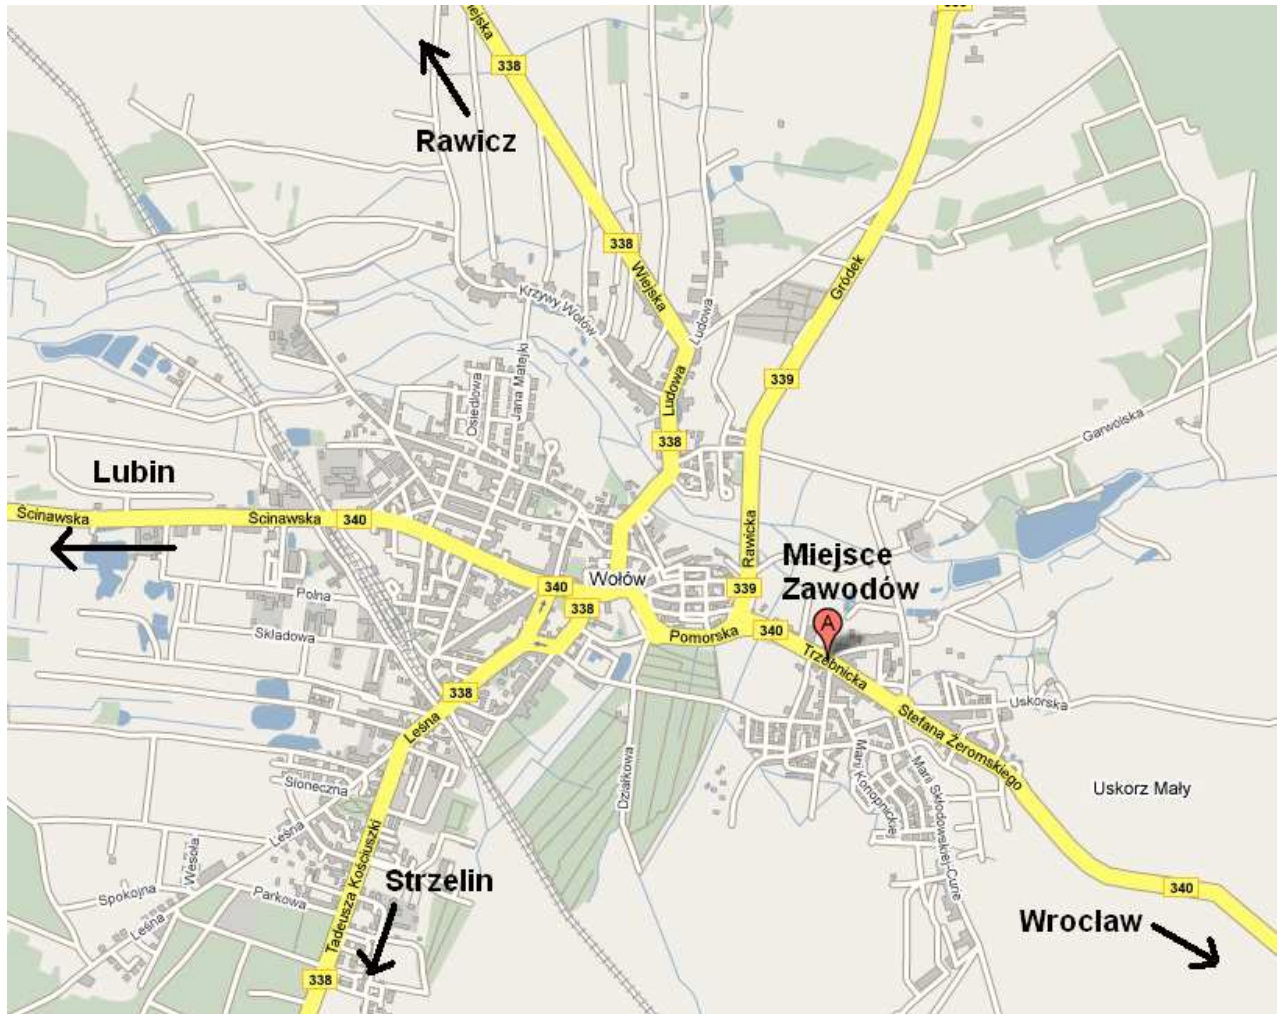 338
Rawicz
338
Wiejska
Gródek
Krzywy Wołów
Ludowa
Jana Matejki
Osiedlowa
339
Ludowa
338
Garwolska
Lubin
Ścinawska
Ścinawska
340
Rawicka
Miejsce
Zawodów
340
Wołów
339
338
Polna
Składowa
Pomorska
340
A
Trzebnicka
338
Leśna
Uskorska
Stefana Żeromskiego
Działkowa
Marii Konopnickiej
Marii Skłodowskiej-Curie
Słoneczna
Uskorz Mały
Leśna
Wesoła
Tadeusza Kościuszki
Strzelin
Spokojna
Parkowa
340
Leśna
Wrocław
338